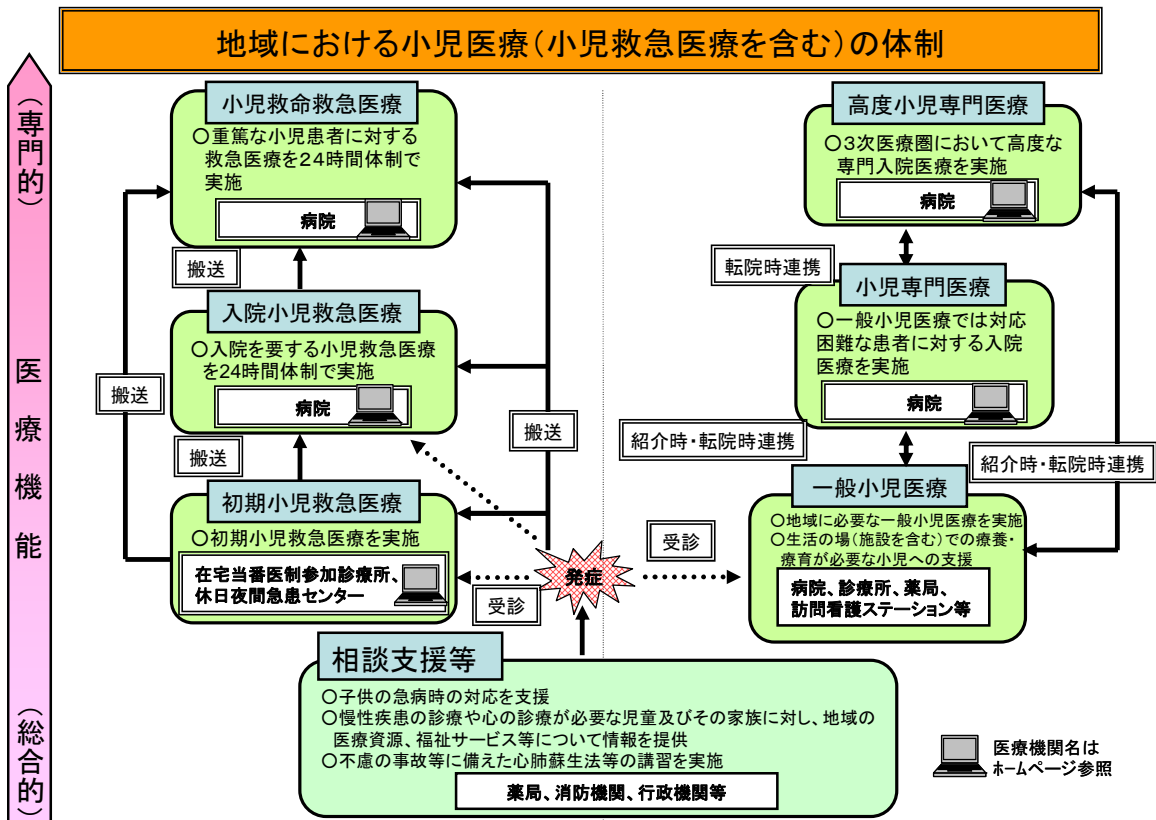 地域における小児医療(小児救急医療を含む)の体制
(専門的)
医療機能
(総合的)
小児救命救急医療
○重篤な小児患者に対する
救急医療を24時間体制で
実施
病院
搬送
入院小児救急医療
○入院を要する小児救急医療
を24時間体制で実施
病院
搬送
搬送
搬送
初期小児救急医療
○初期小児救急医療を実施
在宅当番医制参加診療所、
休日夜間急患センター
受診
発症
受診
高度小児専門医療
○3次医療圏において高度な
専門入院医療を実施
病院
転院時連携
小児専門医療
○一般小児医療では対応
困難な患者に対する入院
医療を実施
病院
紹介時・転院時連携
紹介時・転院時連携
一般小児医療
○地域に必要な一般小児医療を実施
○生活の場(施設を含む)での療養・
療育が必要な小児への支援
病院、診療所、薬局、
訪問看護ステーション等
相談支援等
○子供の急病時の対応を支援
○慢性疾患の診療や心の診療が必要な児童及びその家族に対し、地域の
医療資源、福祉サービス等について情報を提供
○不慮の事故等に備えた心肺蘇生法等の講習を実施
薬局、消防機関、行政機関等
医療機関名は
ホームページ参照